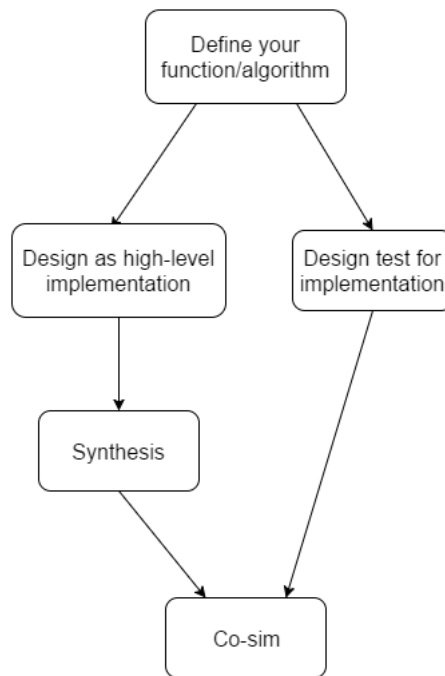 Define your
function/algorithm
Design as high-level
implementation
Design test for
implementation
Synthesis
Co-sim